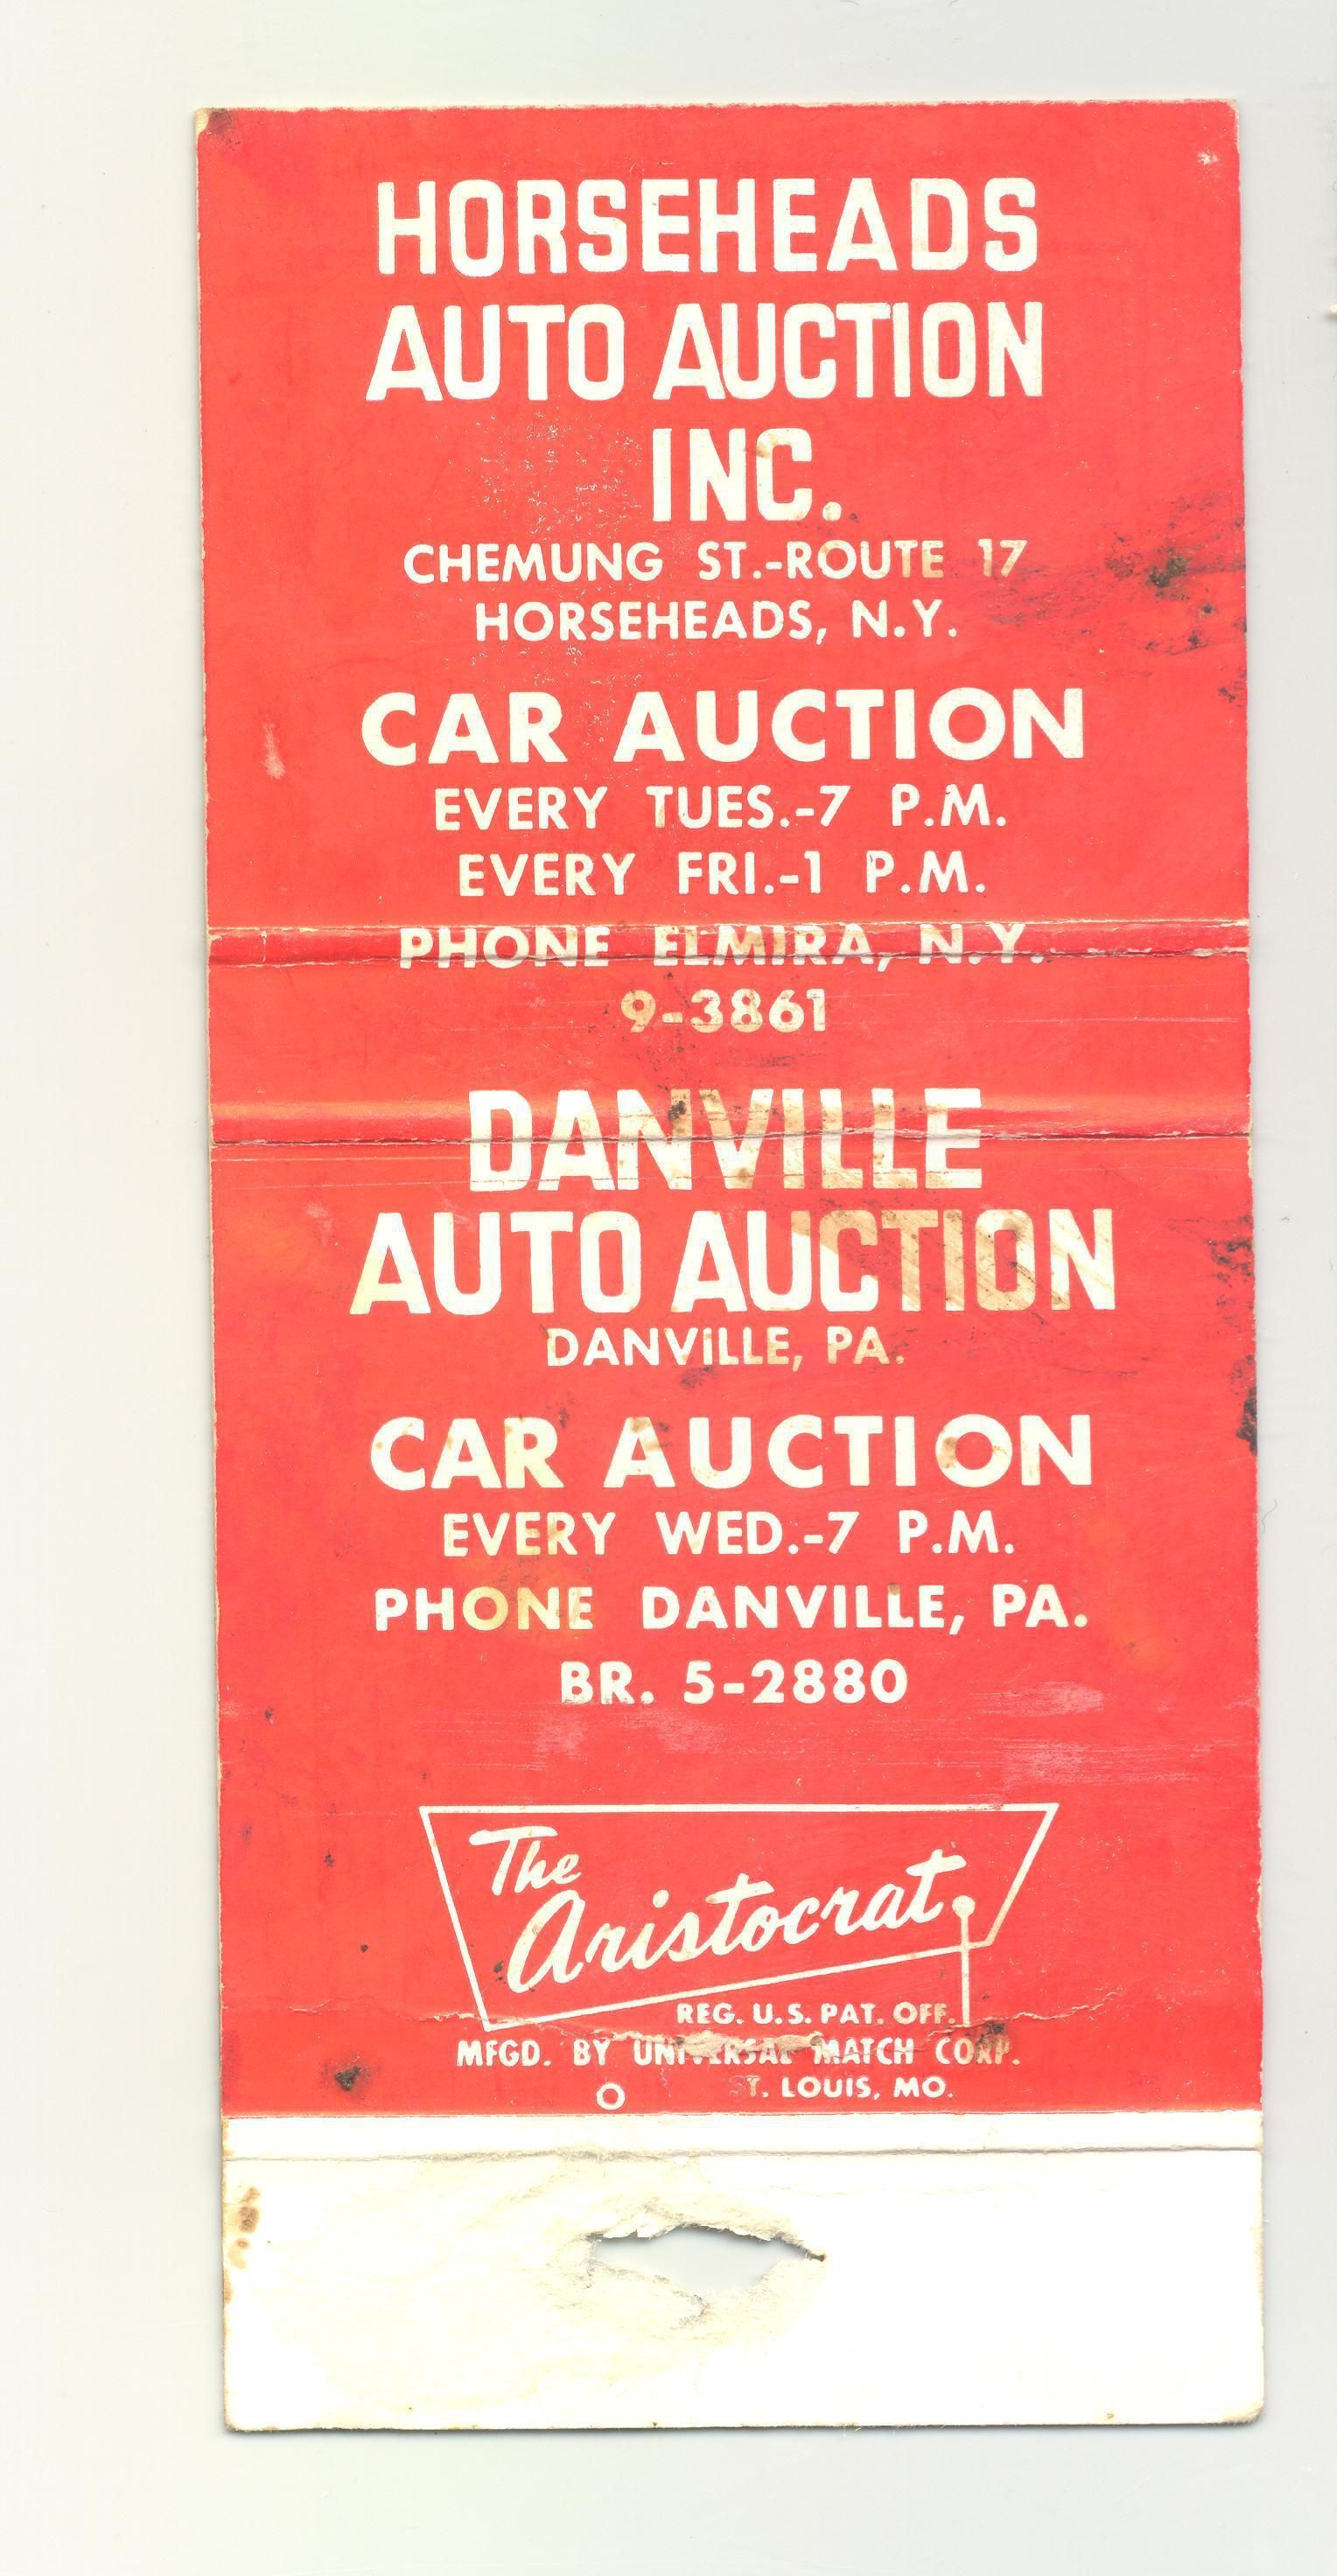 HORSEHEADS
AUTO AUCTION
INC.
CHEMUNG ST.-ROUTE 17
HORSEHEADS, N.Y.
CAR AUCTION
EVERY TUES.-7 P.M.
EVERY FRI.-1 P.M.
PHONE ELMIRA, N.Y.
9-3861
DANVILLE
AUTO AUCTION
DANVILLE, PA.
CAR AUCTION
EVERY WED.-7 P.M.
PHONE DANVILLE, PA.
BR. 5-2880
The
Aristocrat
REG. U.S. PAT. OFF.
MFGD. BY UNIVERSAL MATCH CORP.
ST. LOUIS, MO.